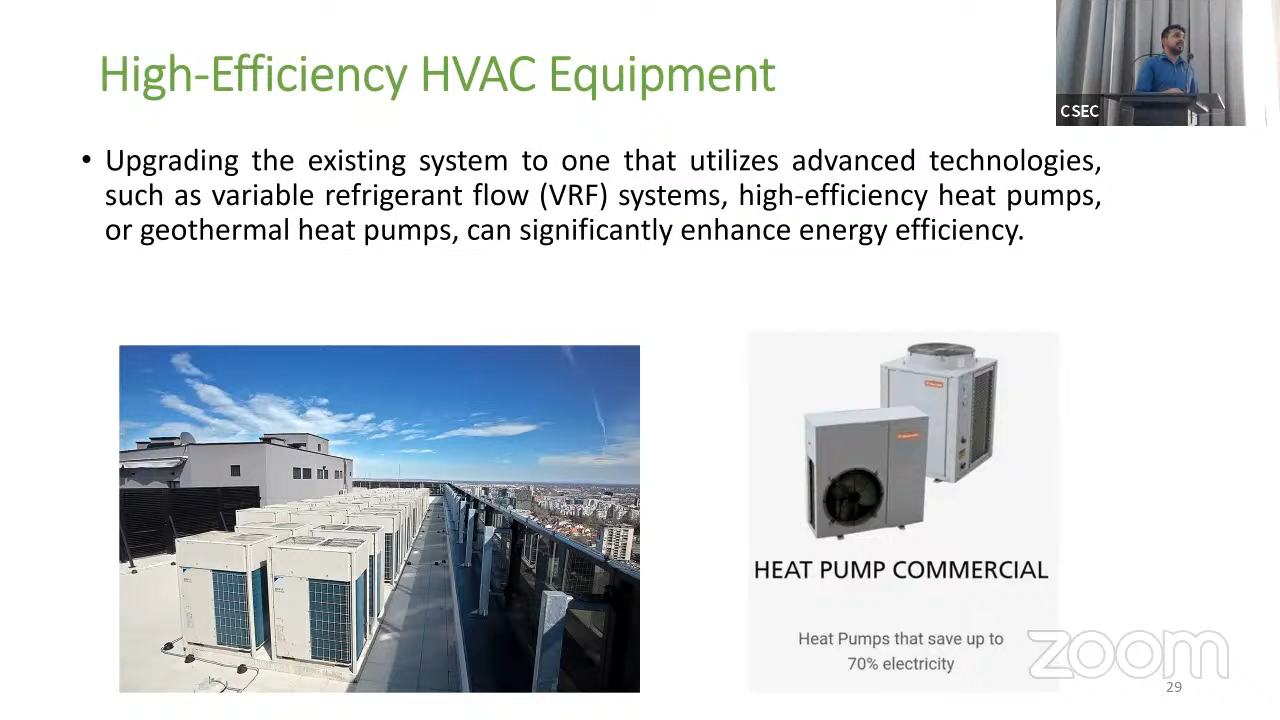 High-Efficiency HVAC Equipment
CSEC
• Upgrading the existing system to one that utilizes advanced technologies,
such as variable refrigerant flow (VRF) systems, high-efficiency heat pumps,
or geothermal heat pumps, can significantly enhance energy efficiency.
HEAT PUMP COMMERCIAL
Heat Pumps that save up to
70% electricity
zoom
29